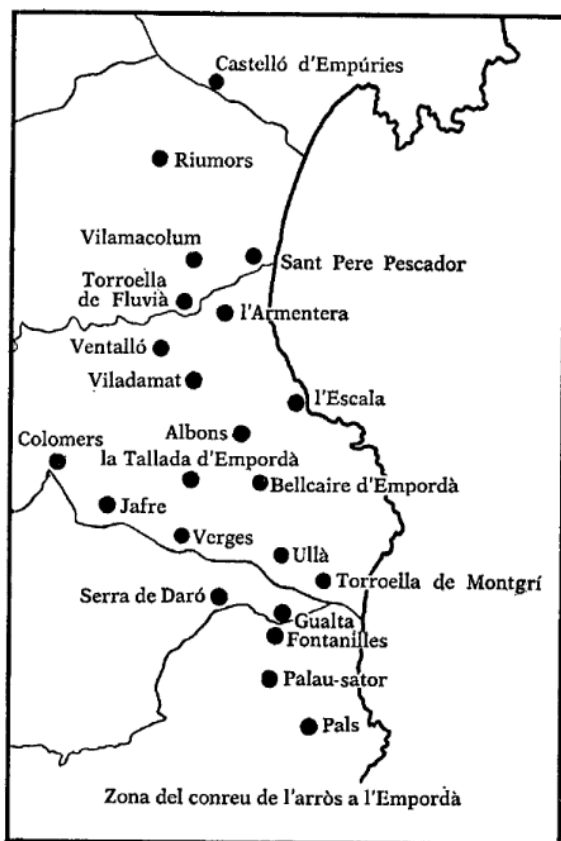 Castelló d'Empúries
Riumors
Vilamacolum
Sant Pere Pescador
Torroella
de Fluvià
l'Armentera
Ventalló
Viladamat
l'Escala
Albons
Colomers
la Tallada d'Empordà
Bellcaire d'Empordà
Jafre
Verges
Ullà
Torroella de Montgrí
Serra de Daró
Gualta
Fontanilles
Palau-sator
Pals
Zona del conreu de l'arròs a l'Empordà